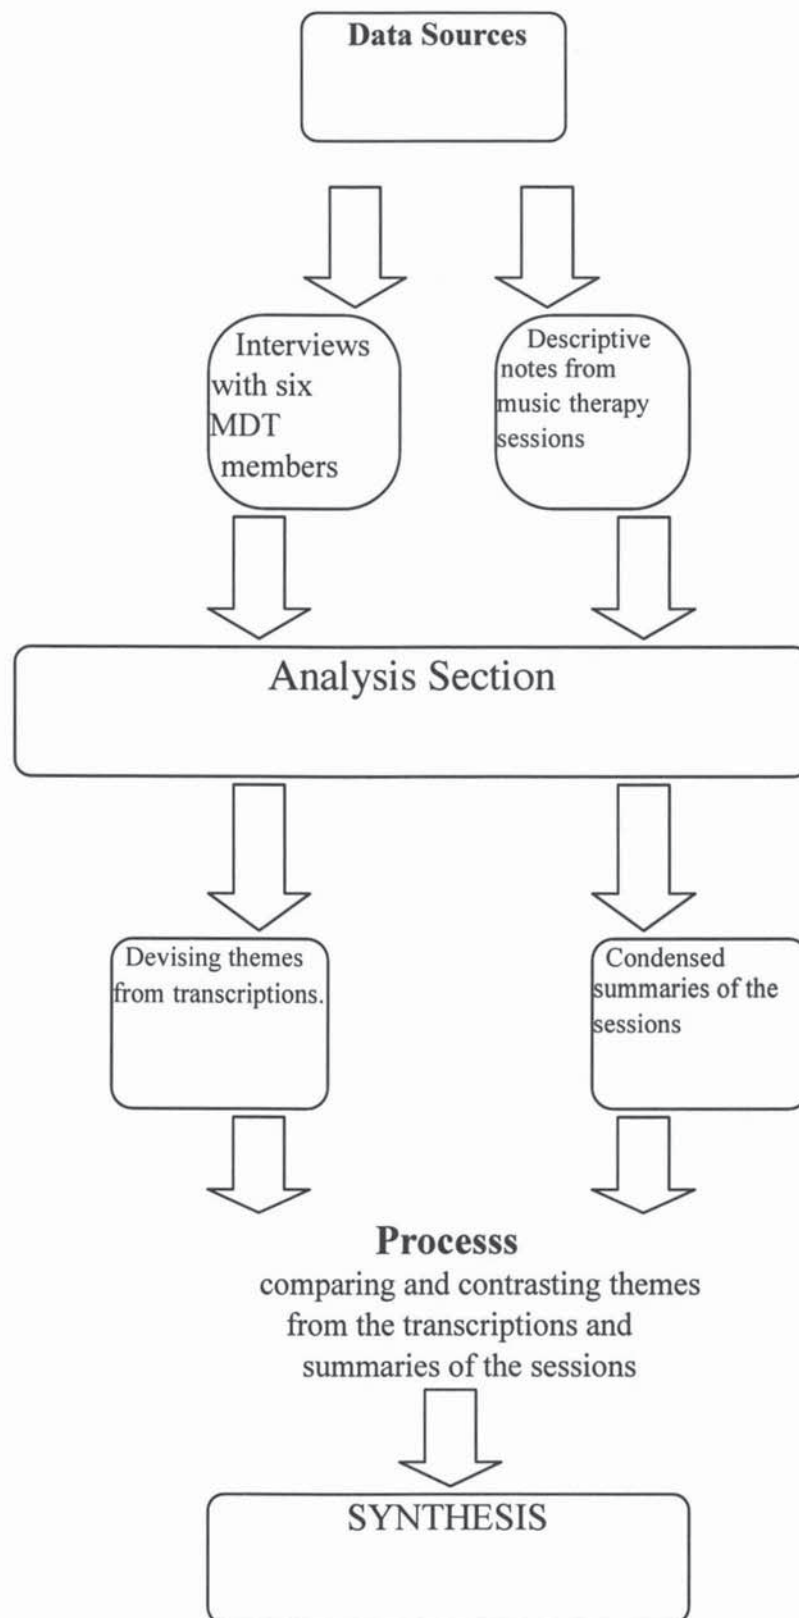 Data Sources
Interviews
with six
MDT
members
Descriptive
notes from
music therapy
sessions
Analysis Section
Devising themes
from transcriptions.
Condensed
summaries of the
sessions
Processs
comparing and contrasting themes
from the transcriptions and
summaries of the sessions
SYNTHESIS